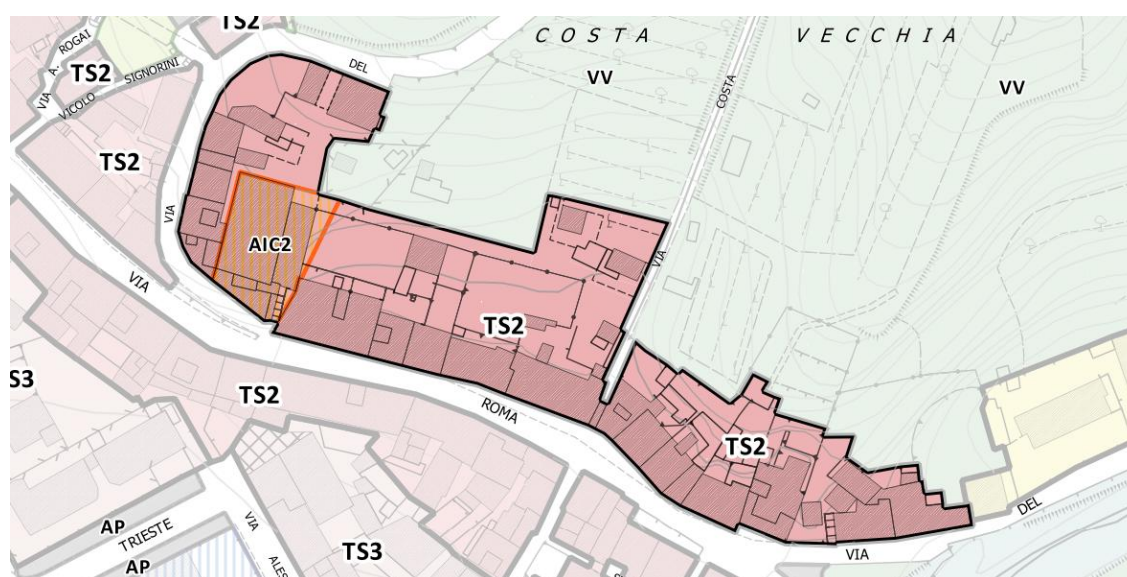 TS2
COSTA VECCHIA
VIA A. ROGAI
TS2
VICOLO SIGNORINI
DEL
VV
COSTA
VV
TS2
VIA
AIC2
VIA
VIA
TS2
S3
TS2
ROMA
TS2
DEL
AP
TRIESTE
VIA
AP
TS3
ALES
VIA